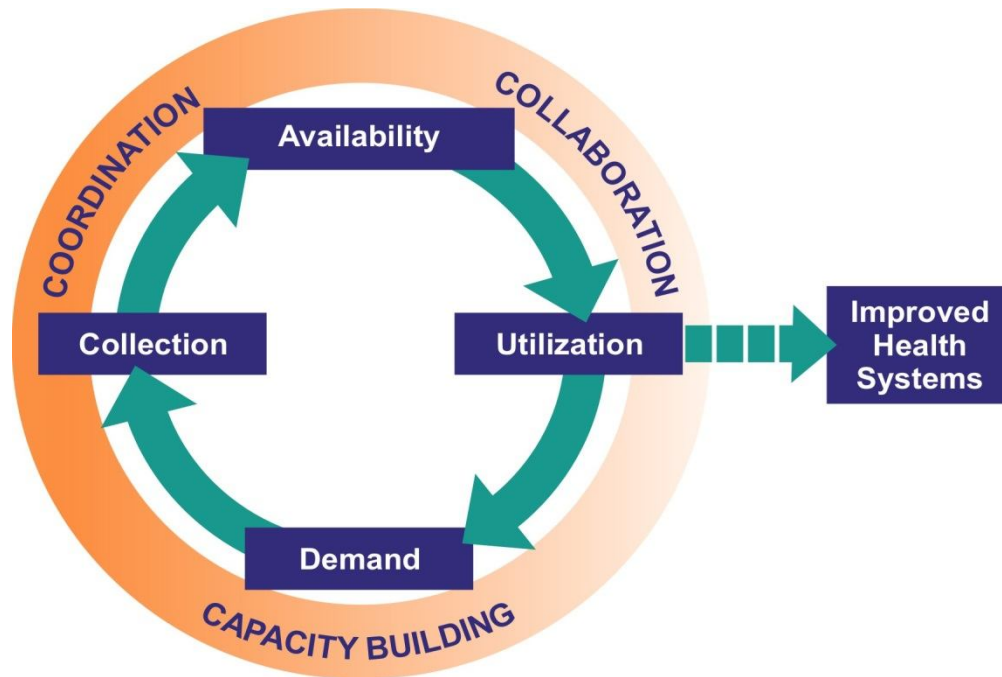 COORDINATION
COLLABORATION
Availability
Collection
Utilization
Improved
Health
Systems
Demand
CAPACITY BUILDING